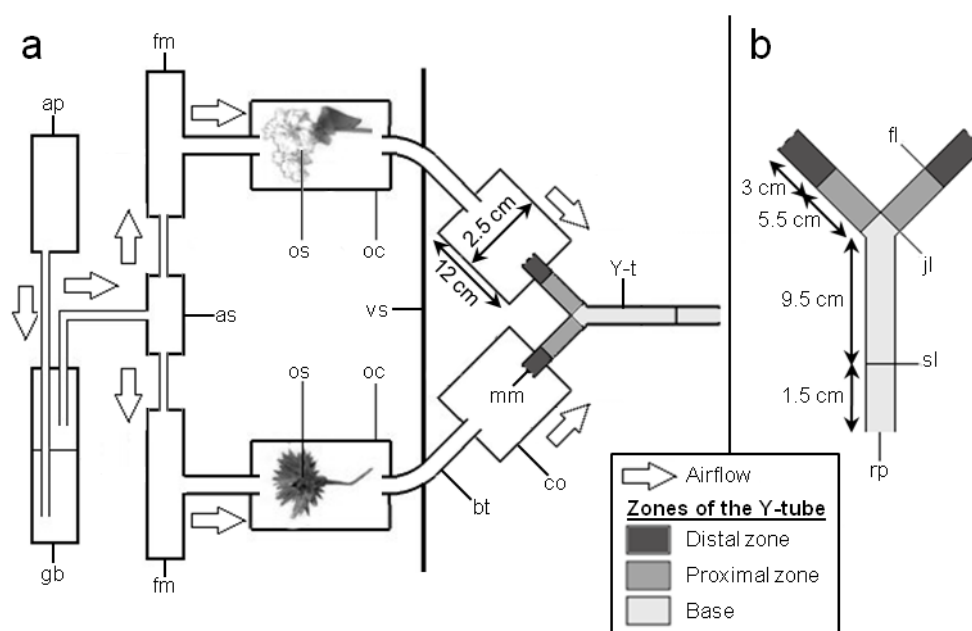 a
fm
ap
os
oc
as
vs
os
oc
2.5 cm
12 cm
Y-t
mm
co
bt
gb
fm
b
fl
3 cm
5.5 cm
jl
9.5 cm
sl
1.5 cm
rp
Airflow
Zones of the Y-tube
Distal zone
Proximal zone
Base